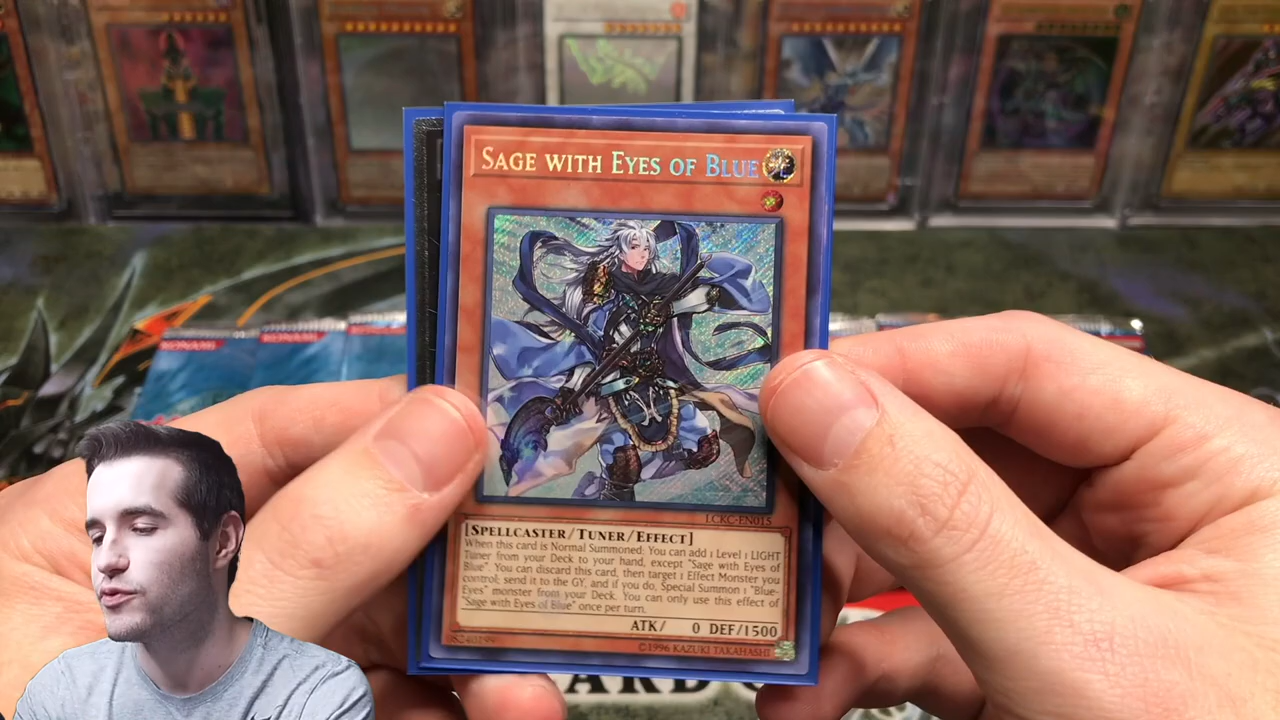 SAGE WITH EYES OF BLUE
KONAMI
KONAMI
LCKC-EN015
[SPELLCASTER/TUNER/EFFECT]
When this card is Normal Summoned: You can add 1 Level 1 LIGHT
Tuner from your Deck to your hand, except "Sage with Eyes of
Blue". You can discard this card, then target 1 Effect Monster you
control; send it to the GY, and if you do, Special Summon 1 "Blue-
Eyes" monster from your Deck. You can only use this effect of
"Sage with Eyes of Blue" once per turn.
ATK/ 0 DEF/1500
©1996 KAZUKI TAKAHASHI